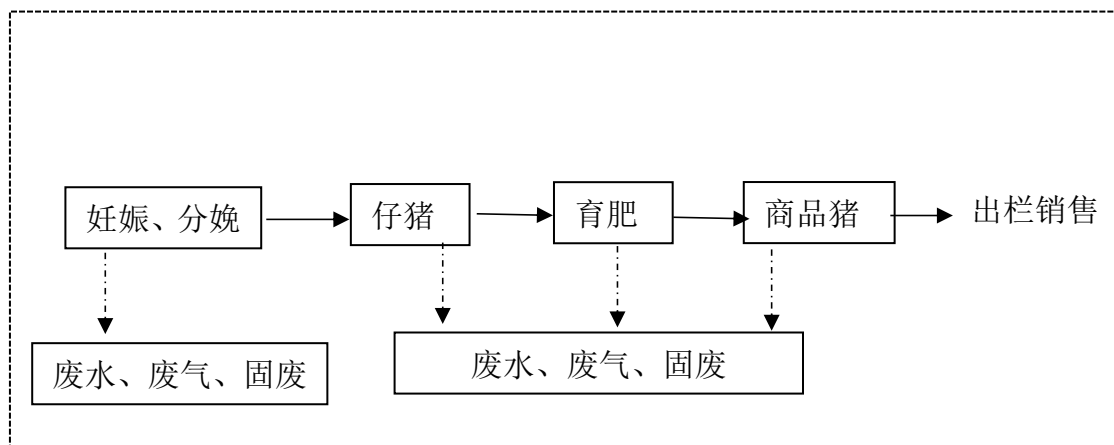 妊娠、分娩
仔猪
育肥
商品猪
出栏销售
废水、废气、固废
废水、废气、固废